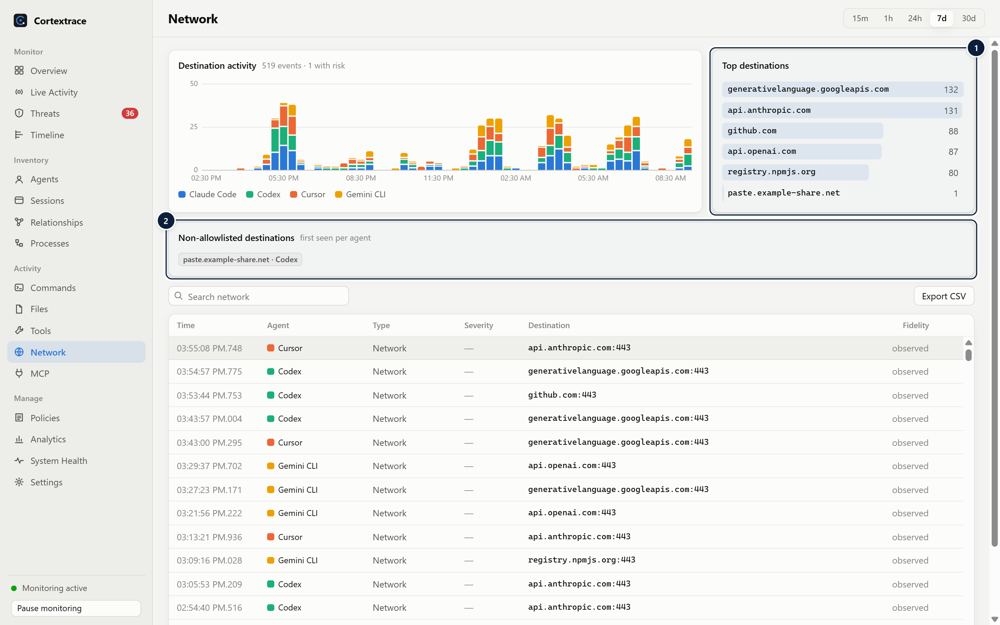 Cortextrace
Monitor
Overview
Live Activity
Threats 36
Timeline
Inventory
Agents
Sessions
Relationships
Processes
Activity
Commands
Files
Tools
Network
MCP
Manage
Policies
Analytics
System Health
Settings
Monitoring active
Pause monitoring
Network
15m 1h 24h 7d 30d
Destination activity 519 events · 1 with risk
50
25
0
02:30 PM 05:30 PM 08:30 PM 11:30 PM 02:30 AM 05:30 AM 08:30 AM
Claude Code Codex Cursor Gemini CLI
1
Top destinations
generativelanguage.googleapis.com 132
api.anthropic.com 131
github.com 88
api.openai.com 87
registry.npmjs.org 80
paste.example-share.net 1
2
Non-allowlisted destinations first seen per agent
paste.example-share.net · Codex
Search network
Export CSV
Time Agent Type Severity Destination Fidelity
03:55:08 PM.748 Cursor Network — api.anthropic.com:443 observed
03:54:57 PM.775 Codex Network — generativelanguage.googleapis.com:443 observed
03:53:44 PM.753 Codex Network — github.com:443 observed
03:43:57 PM.004 Codex Network — generativelanguage.googleapis.com:443 observed
03:43:00 PM.295 Cursor Network — generativelanguage.googleapis.com:443 observed
03:29:37 PM.702 Gemini CLI Network — api.openai.com:443 observed
03:27:23 PM.171 Gemini CLI Network — generativelanguage.googleapis.com:443 observed
03:21:56 PM.222 Gemini CLI Network — api.openai.com:443 observed
03:13:21 PM.936 Cursor Network — api.anthropic.com:443 observed
03:09:16 PM.028 Gemini CLI Network — registry.npmjs.org:443 observed
03:05:53 PM.209 Codex Network — api.anthropic.com:443 observed
02:54:40 PM.516 Codex Network — api.anthropic.com:443 observed